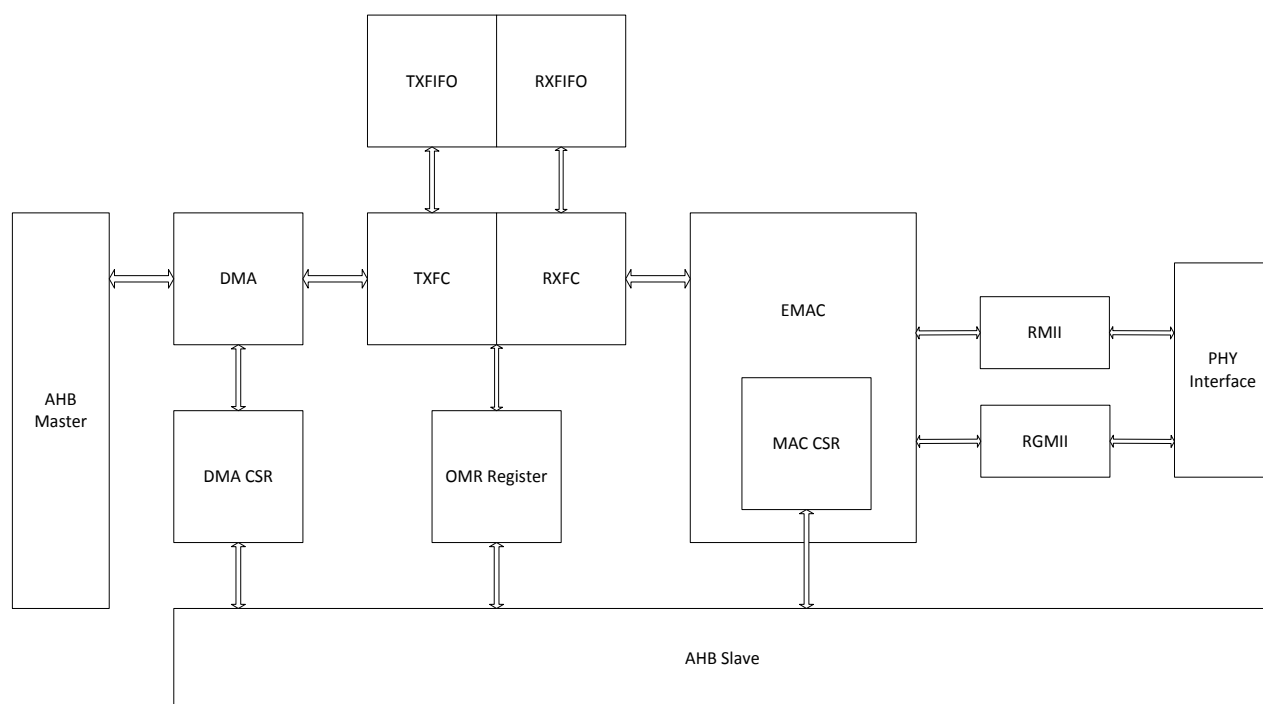 TXFIFO
RXFIFO
AHB
Master
DMA
TXFC
RXFC
EMAC
RMII
PHY
Interface
DMA CSR
OMR Register
MAC CSR
RGMII
AHB Slave